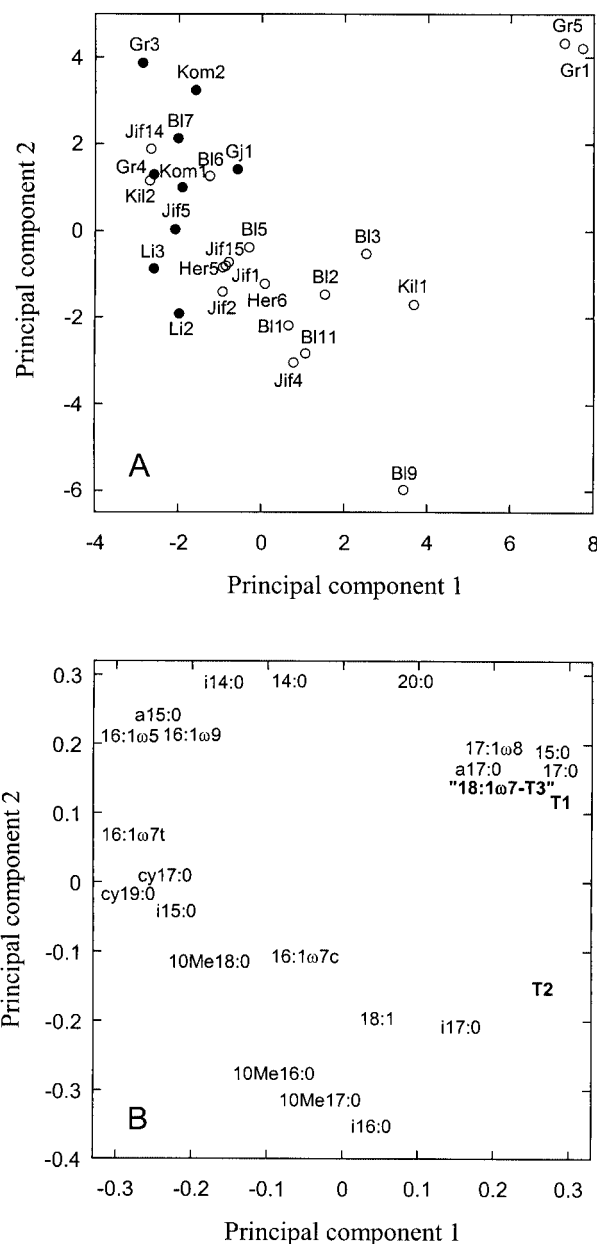 4
2
0
-2
-4
-6
Principal component 2
Gr3
Kom2
Gr5
Gr1
Bl7
Jif14
Gr4
Kom1
Bl6
Gj1
Kil2
Jif5
Bl5
Li3
Jif15
Her5
Jif1
Jif2
Her6
Bl3
Bl2
Kil1
Li2
Bl1
Bl11
Jif4
Bl9
A
-4 -2 0 2 4 6 8
Principal component 1
0.3
0.2
0.1
0
-0.1
-0.2
-0.3
-0.4
Principal component 2
i14:0 14:0 20:0
a15:0
16:1ω5 16:1ω9
17:1ω8 15:0
a17:0 17:0
"18:1ω7-T3"
T1
16:1ω7t
cy17:0
cy19:0
i15:0
10Me18:0 16:1ω7c
T2
18:1 i17:0
10Me16:0
10Me17:0
i16:0
B
-0.3 -0.2 -0.1 0 0.1 0.2 0.3
Principal component 1